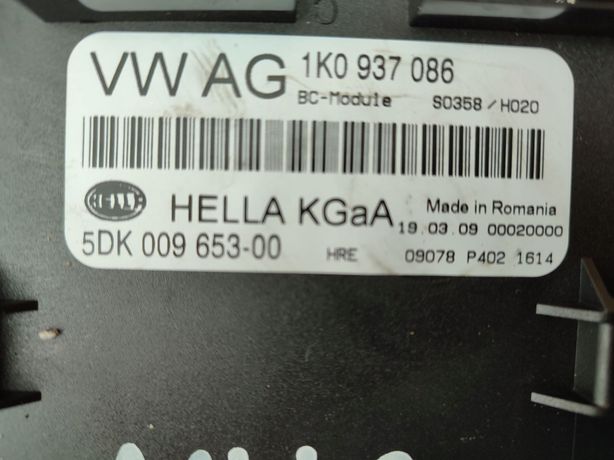 VW AG 1K0 937 086
BC-Module S0358 / H020
HELLA
HELLA KGaA Made in Romania
19.03.09 00020000
5DK 009 653-00 HRE 09078 P402 1614